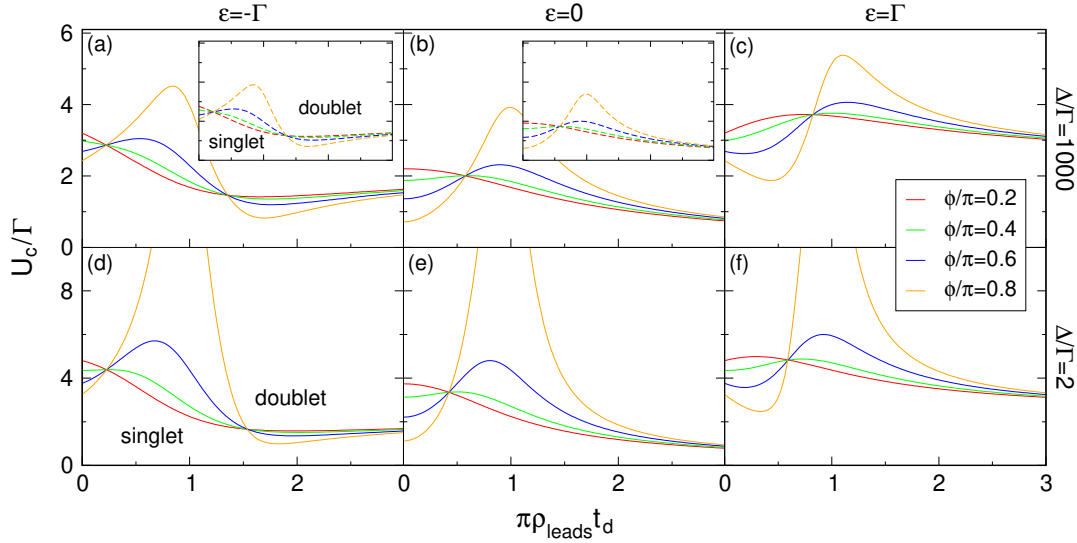 ε=-Γ
ε=0
ε=Γ
(a)
(b)
(c)
6
4
2
0
doublet
singlet
Δ/Γ=1000
U_c/Γ
ϕ/π=0.2
ϕ/π=0.4
ϕ/π=0.6
ϕ/π=0.8
(d)
(e)
(f)
8
4
0
doublet
singlet
Δ/Γ=2
0 1 2 0 1 2 0 1 2 3
πρ_leads t_d